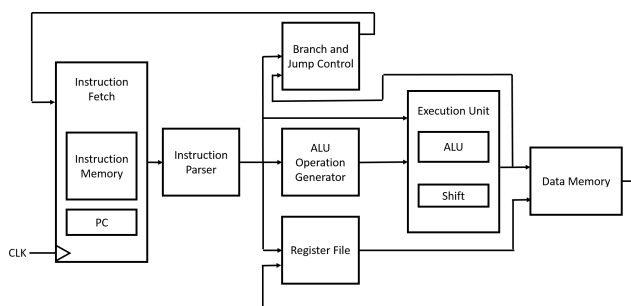 Instruction
Fetch
Instruction
Memory
PC
CLK
Instruction
Parser
Branch and
Jump Control
ALU
Operation
Generator
Register File
Execution Unit
ALU
Shift
Data Memory